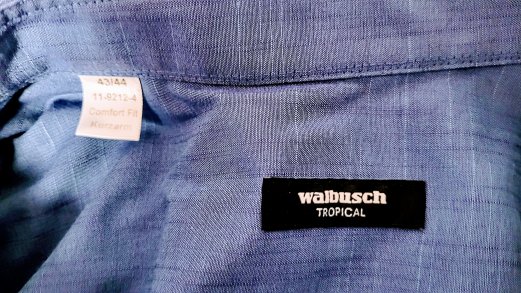 43/44
11-9212-4
Comfort Fit
Kurzarm
walbusch
TROPICAL